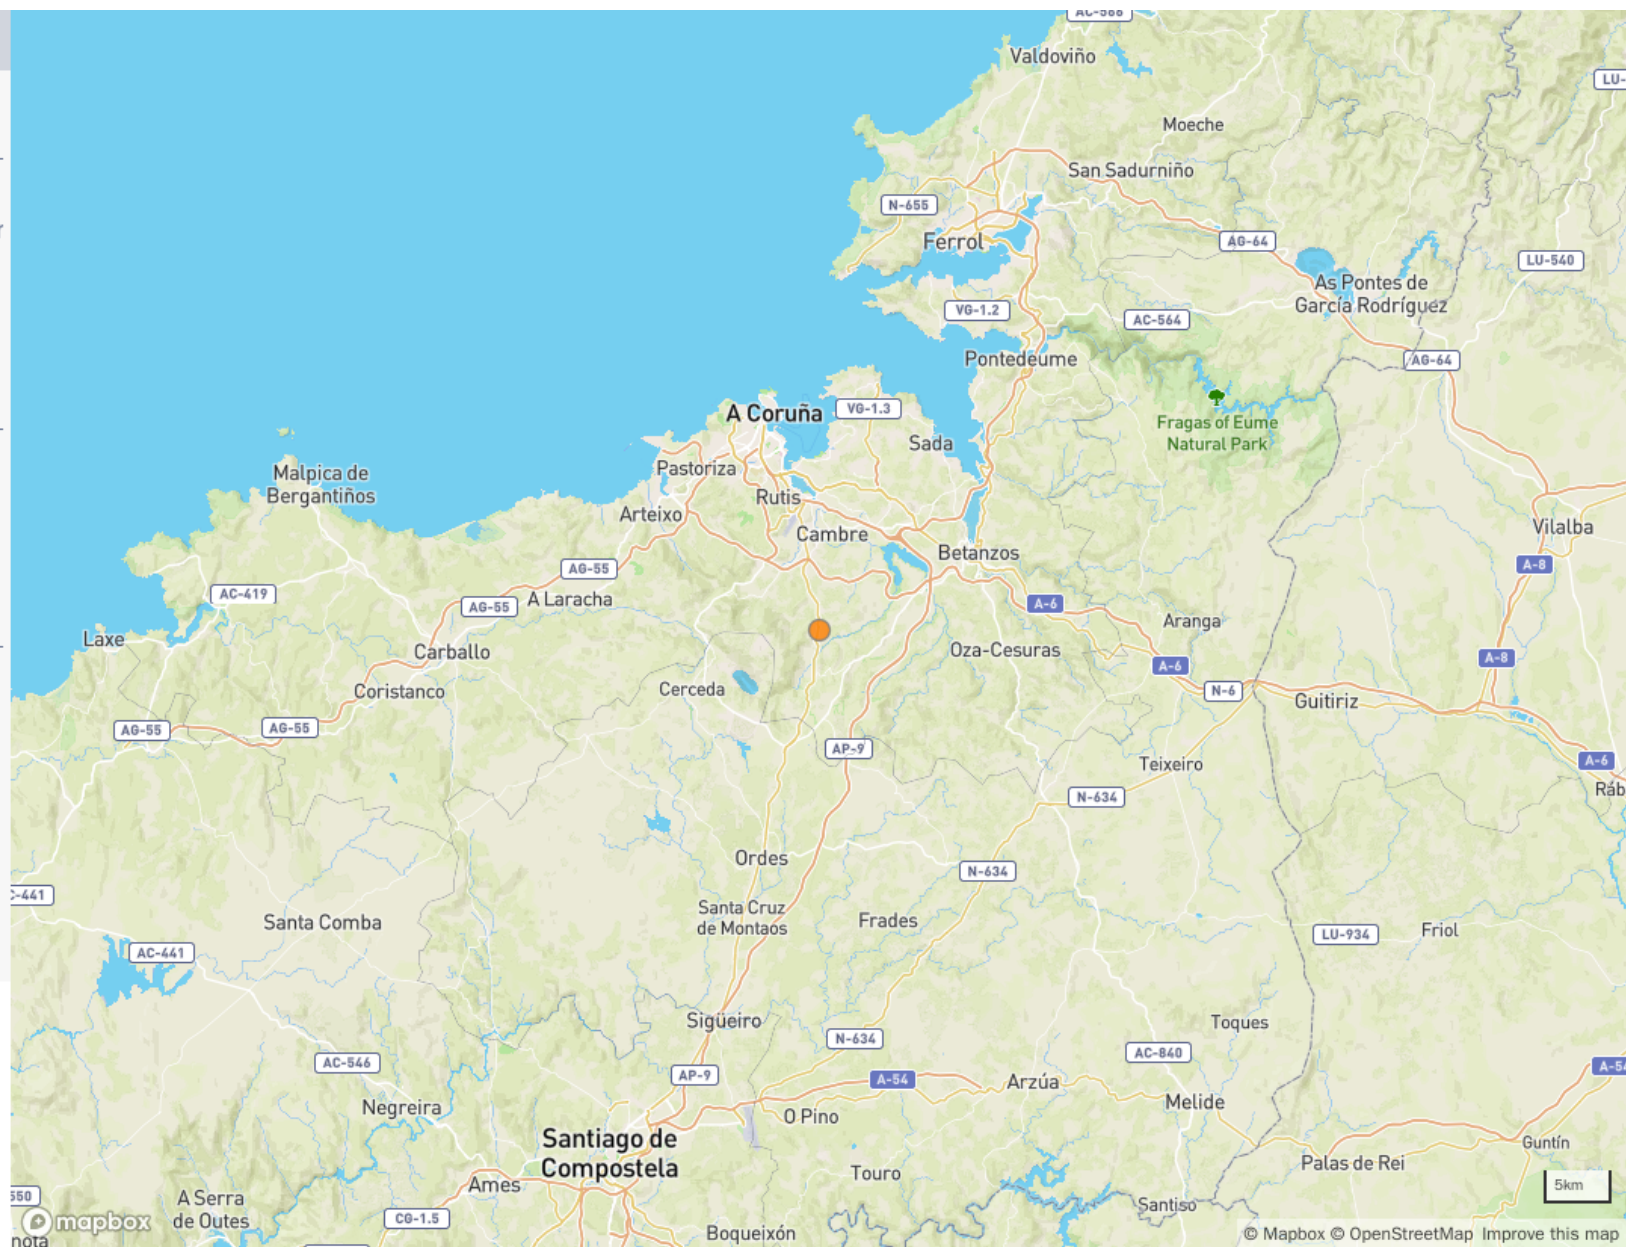 AC-566
Valdoviño
LU-
Moeche
San Sadurniño
N-655
Ferrol
AG-64
LU-540
As Pontes de
García Rodríguez
VG-1.2
AC-564
Pontedeume
AG-64
A Coruña
VG-1.3
Fragas of Eume
Natural Park
Sada
Pastoriza
Malpica de
Bergantiños
Rutis
Arteixo
Cambre
Vilalba
Betanzos
A-8
AG-55
AC-419
A Laracha
AG-55
A-6
Aranga
Laxe
Carballo
Oza-Cesuras
A-8
A-6
Coristanco
Cerceda
N-6
Guitiriz
AG-55
AG-55
AP-9
Teixeiro
A-6
Ráb
N-634
Ordes
N-634
C-441
Santa Comba
Santa Cruz
de Montaos
Frades
LU-934
Friol
AC-441
Sigüeiro
Toques
N-634
AC-546
AC-840
AP-9
A-54
Arzúa
A-54
Negreira
Melide
O Pino
Santiago de
Compostela
Guntín
Palas de Rei
Touro
Ames
5km
550
A Serra
de Outes
Santiso
CG-1.5
mapbox
Boqueixón
© Mapbox © OpenStreetMap Improve this map
nota